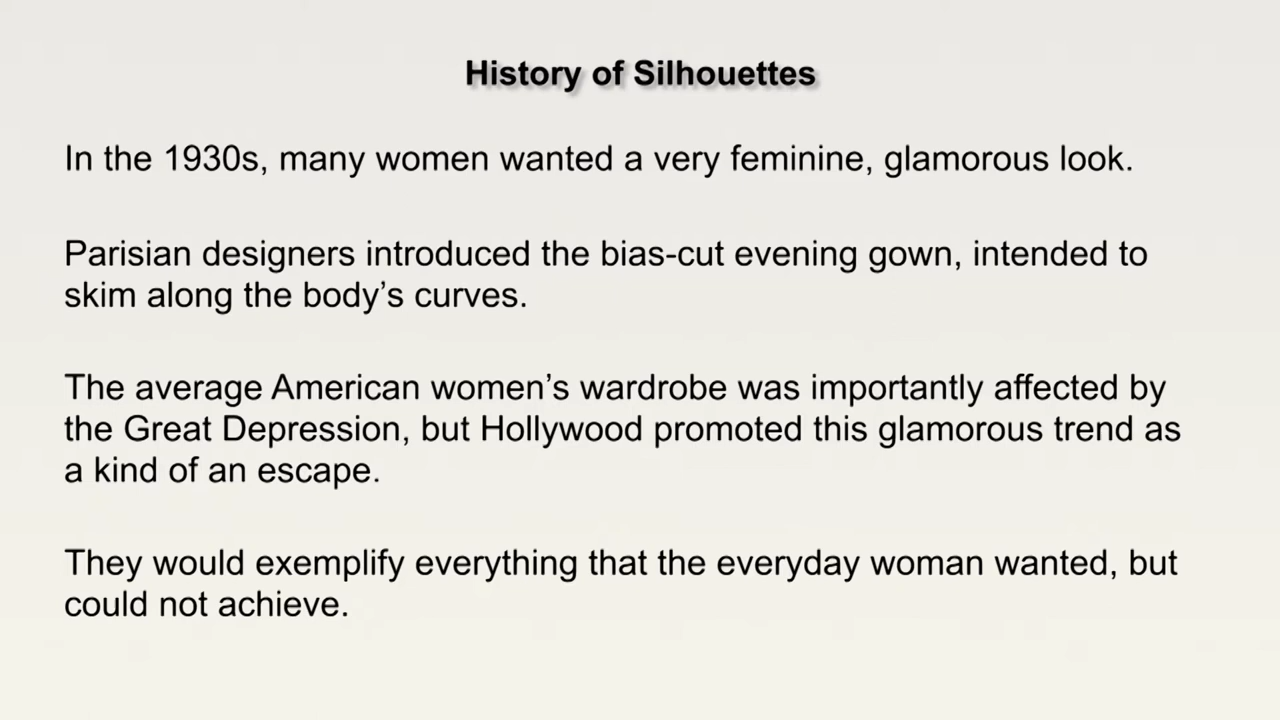 History of Silhouettes
In the 1930s, many women wanted a very feminine, glamorous look.
Parisian designers introduced the bias-cut evening gown, intended to
skim along the body’s curves.
The average American women’s wardrobe was importantly affected by
the Great Depression, but Hollywood promoted this glamorous trend as
a kind of an escape.
They would exemplify everything that the everyday woman wanted, but
could not achieve.